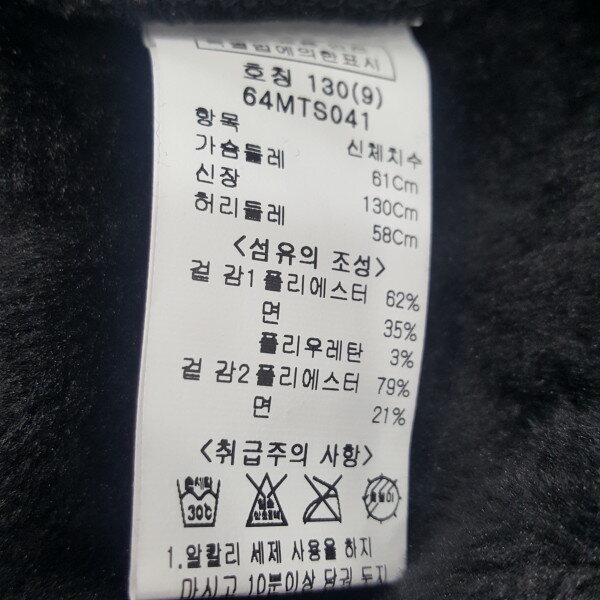 호칭 130(9)
64MTS041
항목 신체치수
가슴둘레 61Cm
신장 130Cm
허리둘레 58Cm
<섬유의 조성>
겉 감1 폴리에스터 62%
면 35%
폴리우레탄 3%
겉 감2 폴리에스터 79%
면 21%
<취급주의 사항>
손세탁
30℃
1.알칼리 세제 사용을 하지
마시고 10분이상 담궈 두지